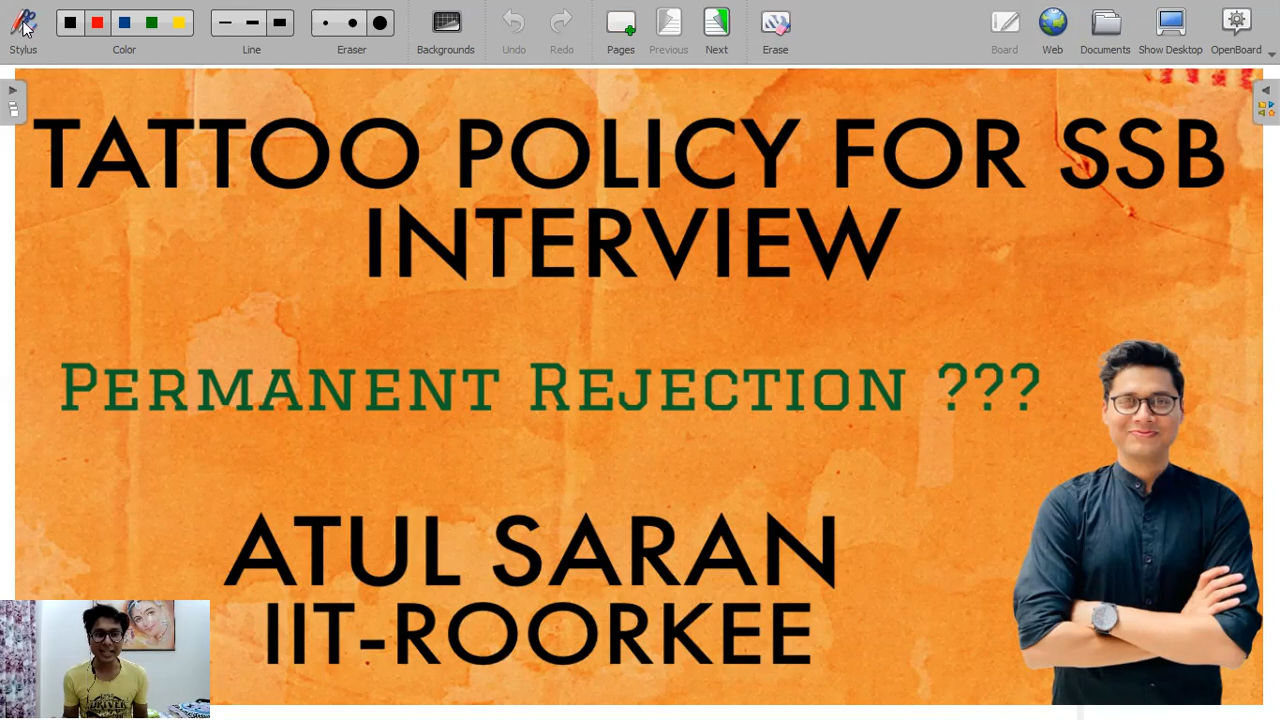 Stylus
Color
Line
Eraser
Backgrounds
Undo
Redo
Pages
Previous
Next
Erase
Board
Web
Documents
Show Desktop
OpenBoard
TATTOO POLICY FOR SSB
INTERVIEW
PERMANENT REJECTION ???
ATUL SARAN
IIT-ROORKEE